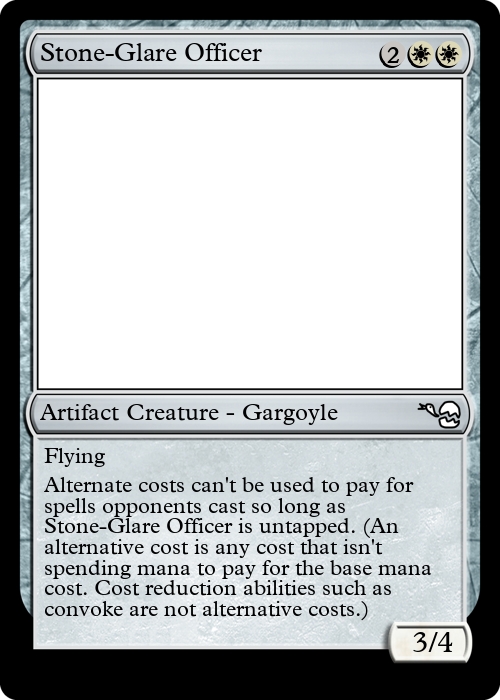 Stone-Glare Officer 2
Artifact Creature - Gargoyle
Flying
Alternate costs can't be used to pay for
spells opponents cast so long as
Stone-Glare Officer is untapped. (An
alternative cost is any cost that isn't
spending mana to pay for the base mana
cost. Cost reduction abilities such as
convoke are not alternative costs.)
3/4